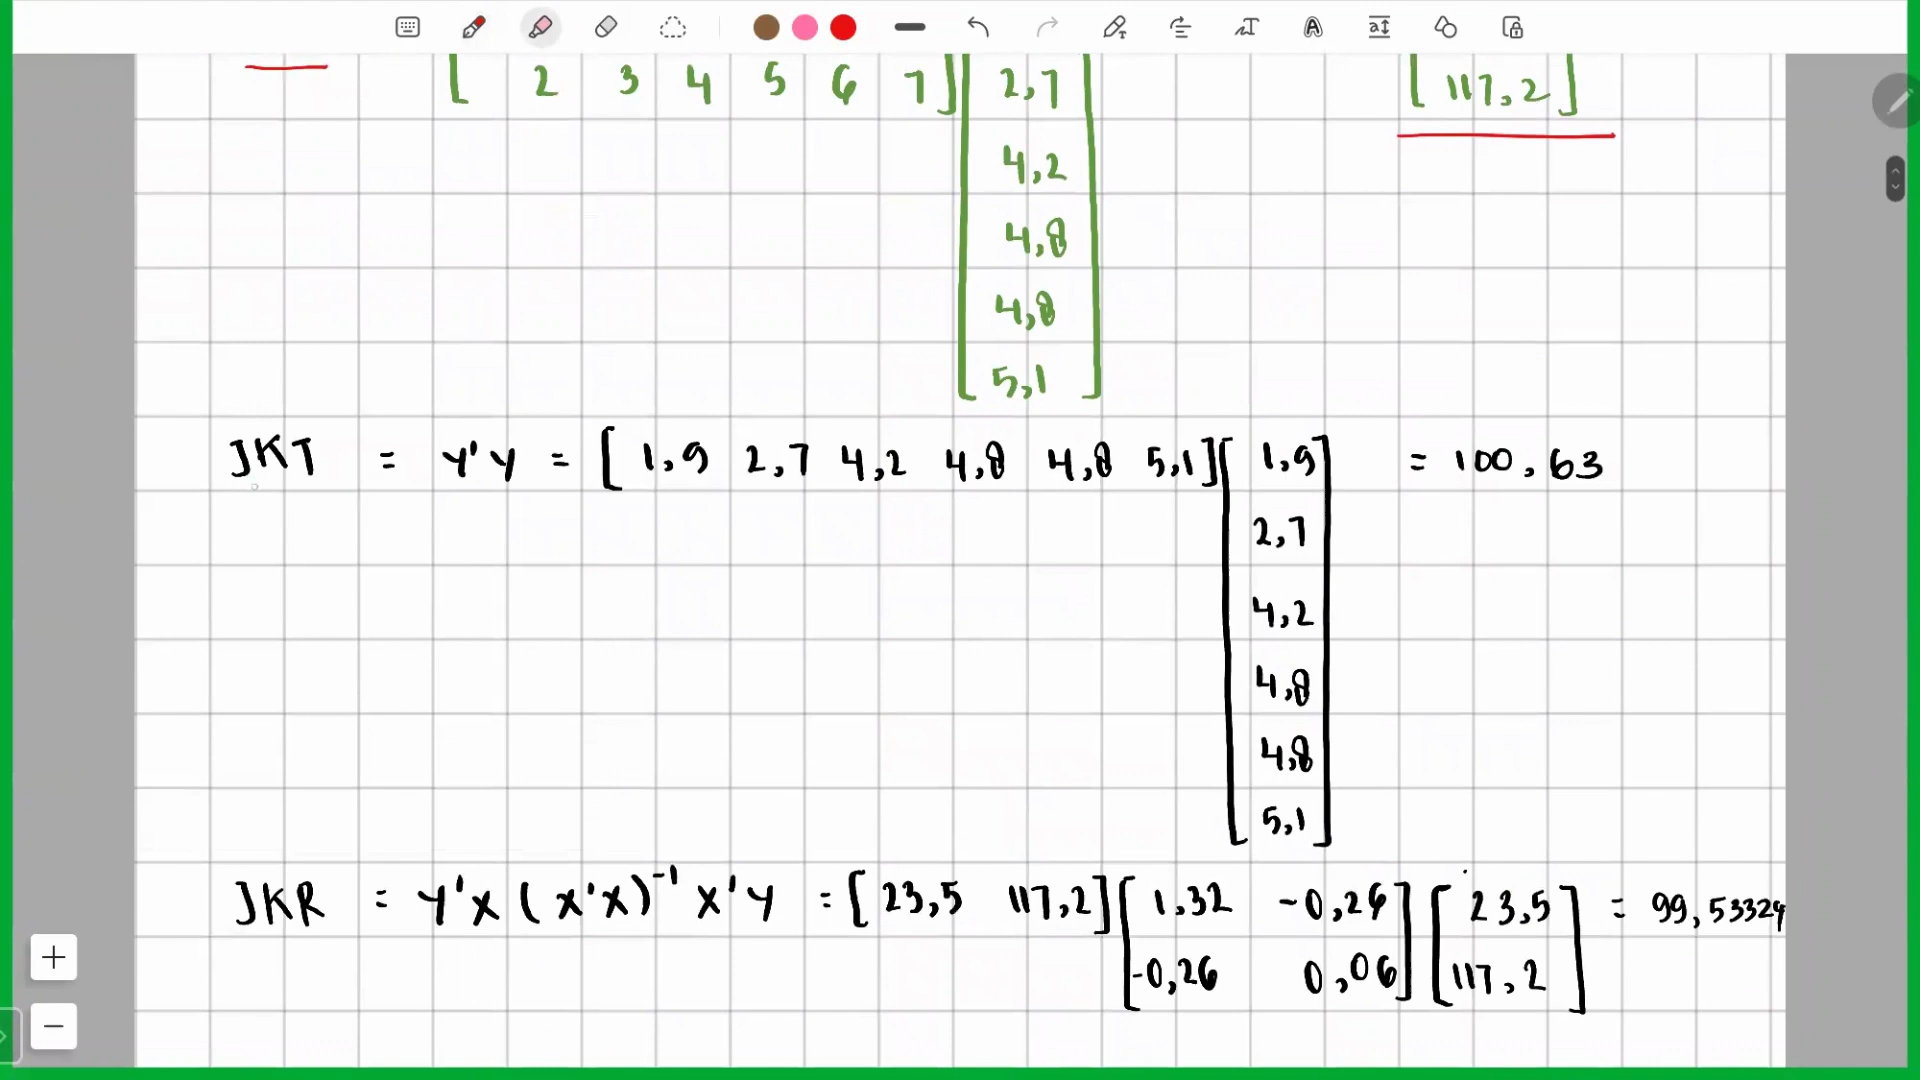 [ 2 3 4 5 6 7 ] 2,7 [ 117,2 ]
4,2
4,8
4,8
5,1
JKT = Y'Y = [ 1,9 2,7 4,2 4,8 4,8 5,1 ] [ 1,9 ] = 100,63
2,7
4,2
4,8
4,8
5,1
JKR = Y'X (X'X)⁻¹ X'Y = [ 23,5 117,2 ] [ 1,32 -0,26 ] [ 23,5 ] = 99,53324
-0,26 0,06 117,2